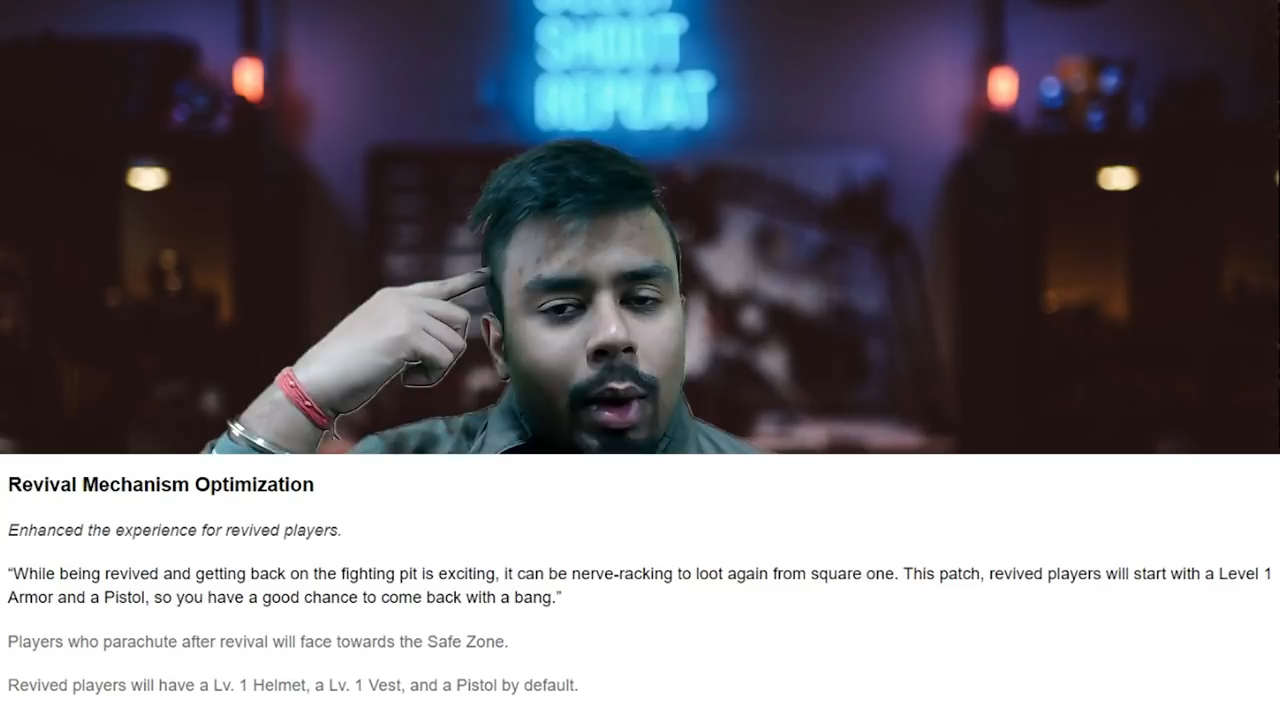 SHOUT
REPEAT
Revival Mechanism Optimization
Enhanced the experience for revived players.
“While being revived and getting back on the fighting pit is exciting, it can be nerve-racking to loot again from square one. This patch, revived players will start with a Level 1
Armor and a Pistol, so you have a good chance to come back with a bang.”
Players who parachute after revival will face towards the Safe Zone.
Revived players will have a Lv. 1 Helmet, a Lv. 1 Vest, and a Pistol by default.